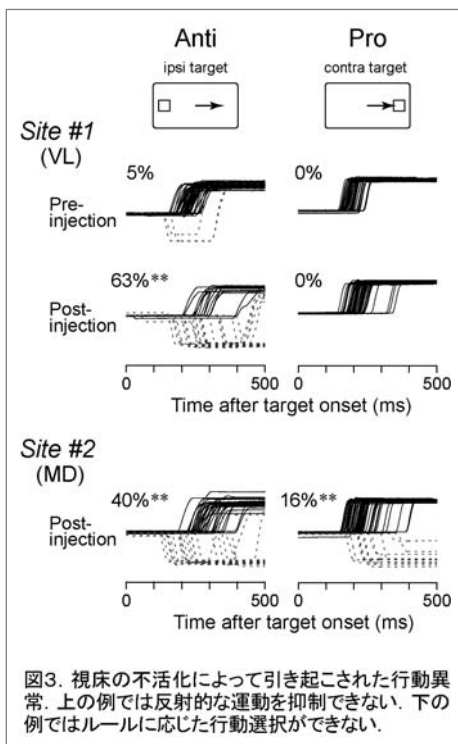 Anti Pro
ipsi target contra target
Site #1
(VL)
5% 0%
Pre-
injection
63%** 0%
Post-
injection
0 500 0 500
Time after target onset (ms)
Site #2
(MD)
40%** 16%**
Post-
injection
0 500 0 500
Time after target onset (ms)
図3. 視床の不活化によって引き起こされた行動異
常. 上の例では反射的な運動を抑制できない. 下の
例ではルールに応じた行動選択ができない.